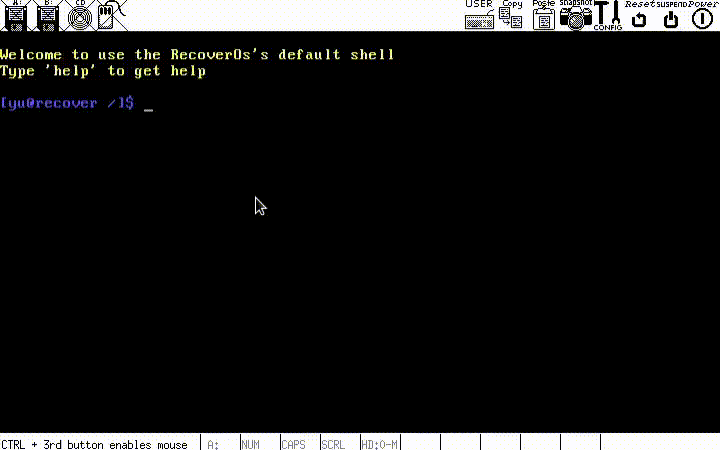 A: B: CD USER Copy Paste Snapshot CONFIG Reset SUSPEND Power
Welcome to use the RecoverOs's default shell
Type 'help' to get help
[yu@recover /]$ _
CTRL + 3rd button enables mouse A: NUM CAPS SCRL HD:0-M